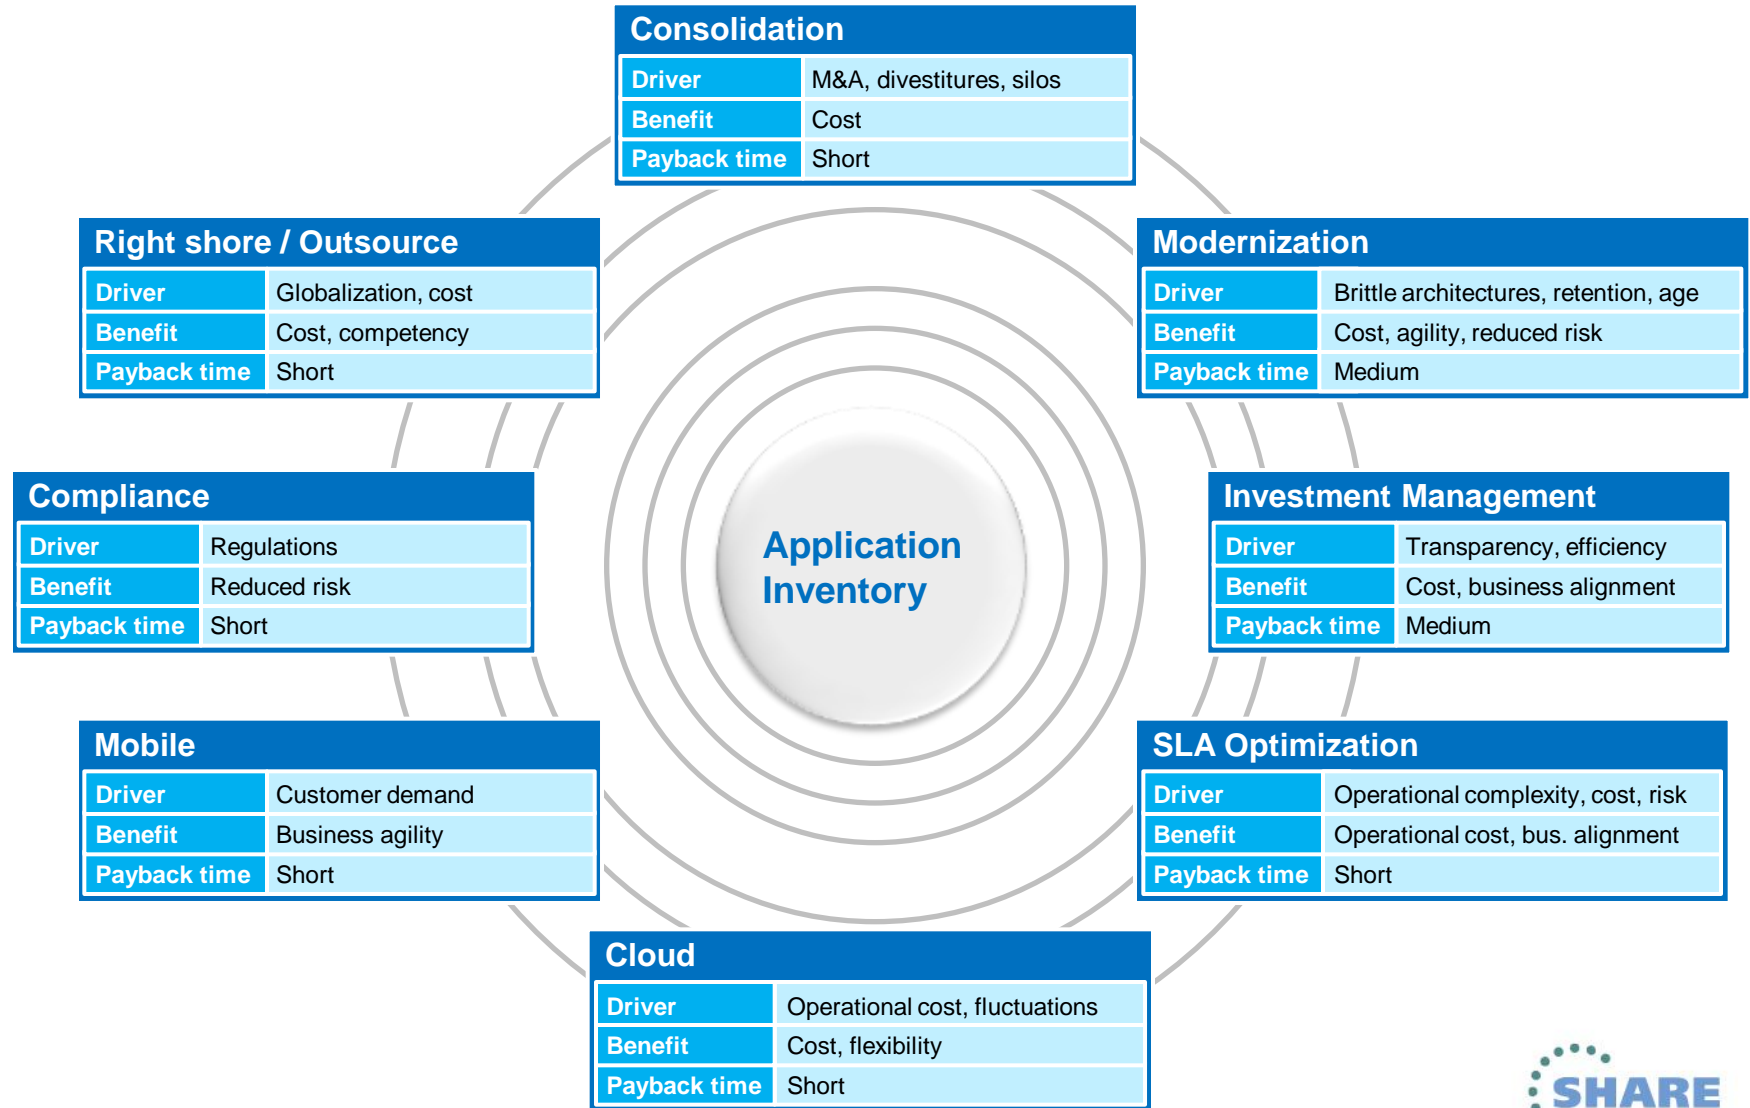 Consolidation
Driver M&A, divestitures, silos
Benefit Cost
Payback time Short
Right shore / Outsource
Driver Globalization, cost
Benefit Cost, competency
Payback time Short
Modernization
Driver Brittle architectures, retention, age
Benefit Cost, agility, reduced risk
Payback time Medium
Compliance
Driver Regulations
Benefit Reduced risk
Payback time Short
Application
Inventory
Investment Management
Driver Transparency, efficiency
Benefit Cost, business alignment
Payback time Medium
Mobile
Driver Customer demand
Benefit Business agility
Payback time Short
SLA Optimization
Driver Operational complexity, cost, risk
Benefit Operational cost, bus. alignment
Payback time Short
Cloud
Driver Operational cost, fluctuations
Benefit Cost, flexibility
Payback time Short
SHARE